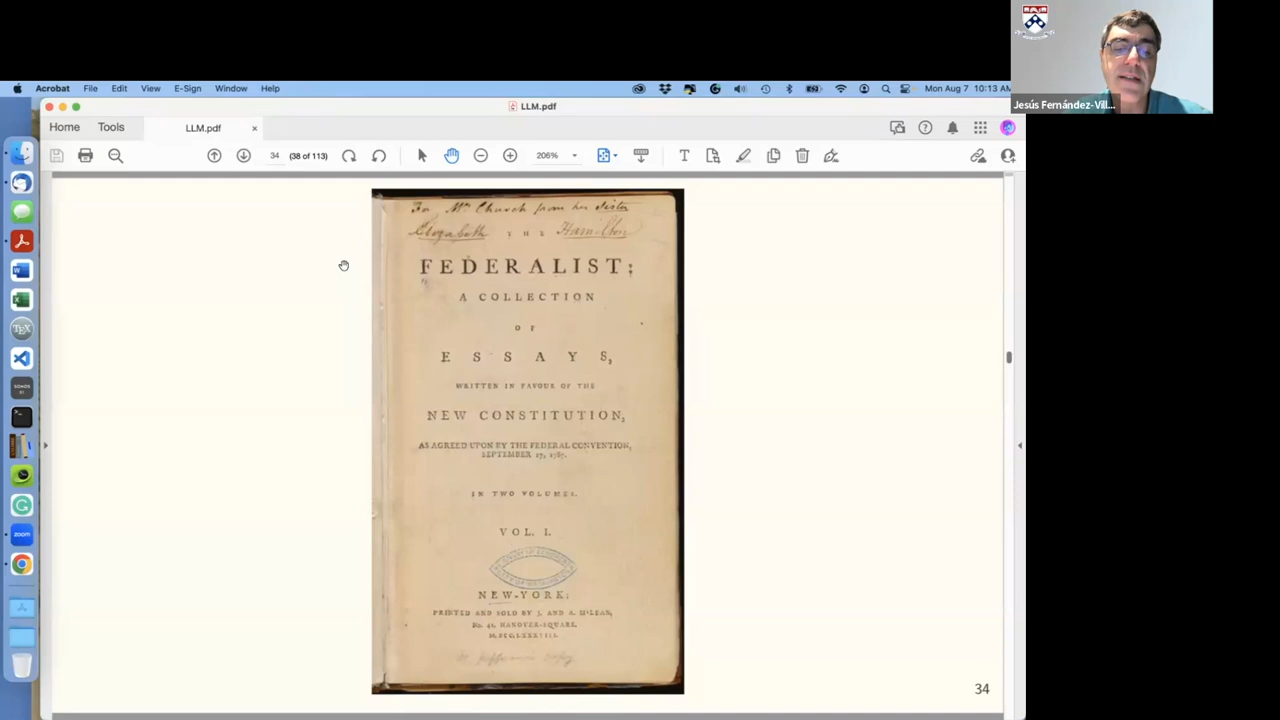 Jesús Fernández-Vill...
Acrobat File Edit View E-Sign Window Help
Mon Aug 7 10:13 AM
LLM.pdf
Home Tools LLM.pdf
34 (38 of 113) 206%
For Mrs Church from her Sister
Elizabeth Hamilton
THE
FEDERALIST:
A COLLECTION
OF
ESSAYS,
WRITTEN IN FAVOUR OF THE
NEW CONSTITUTION,
AS AGREED UPON BY THE FEDERAL CONVENTION,
SEPTEMBER 17, 1787.
IN TWO VOLUMES.
VOL. I.
NEW-YORK:
PRINTED AND SOLD BY J. AND A. M‘LEAN,
No. 41, HANOVER-SQUARE.
M,DCC,LXXXVIII.
TEX
zoom
34